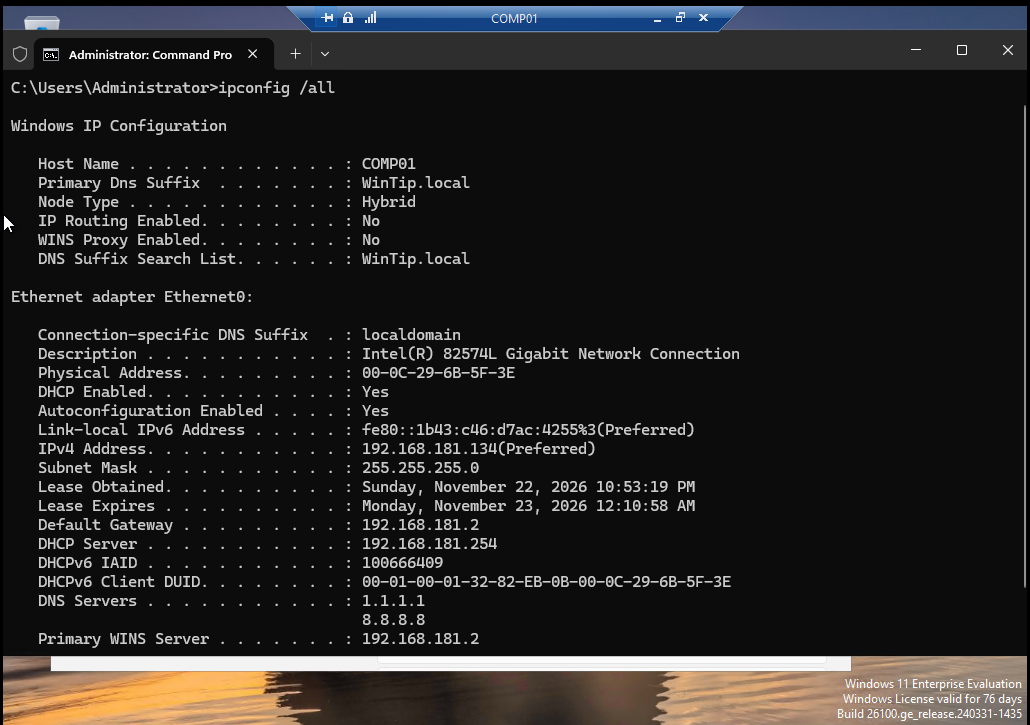 COMP01
Administrator: Command Pro
C:\Users\Administrator>ipconfig /all
Windows IP Configuration
Host Name . . . . . . . . . . . . : COMP01
Primary Dns Suffix  . . . . . . . : WinTip.local
Node Type . . . . . . . . . . . . : Hybrid
IP Routing Enabled. . . . . . . . : No
WINS Proxy Enabled. . . . . . . . : No
DNS Suffix Search List. . . . . . : WinTip.local
Ethernet adapter Ethernet0:
Connection-specific DNS Suffix  . : localdomain
Description . . . . . . . . . . . : Intel(R) 82574L Gigabit Network Connection
Physical Address. . . . . . . . . : 00-0C-29-6B-5F-3E
DHCP Enabled. . . . . . . . . . . : Yes
Autoconfiguration Enabled . . . . : Yes
Link-local IPv6 Address . . . . . : fe80::1b43:c46:d7ac:4255%3(Preferred)
IPv4 Address. . . . . . . . . . . : 192.168.181.134(Preferred)
Subnet Mask . . . . . . . . . . . : 255.255.255.0
Lease Obtained. . . . . . . . . . : Sunday, November 22, 2026 10:53:19 PM
Lease Expires . . . . . . . . . . : Monday, November 23, 2026 12:10:58 AM
Default Gateway . . . . . . . . . : 192.168.181.2
DHCP Server . . . . . . . . . . . : 192.168.181.254
DHCPv6 IAID . . . . . . . . . . . : 100666409
DHCPv6 Client DUID. . . . . . . . : 00-01-00-01-32-82-EB-0B-00-0C-29-6B-5F-3E
DNS Servers . . . . . . . . . . . : 1.1.1.1
8.8.8.8
Primary WINS Server . . . . . . . : 192.168.181.2
Windows 11 Enterprise Evaluation
Windows License valid for 76 days
Build 26100.ge_release.240331-1435